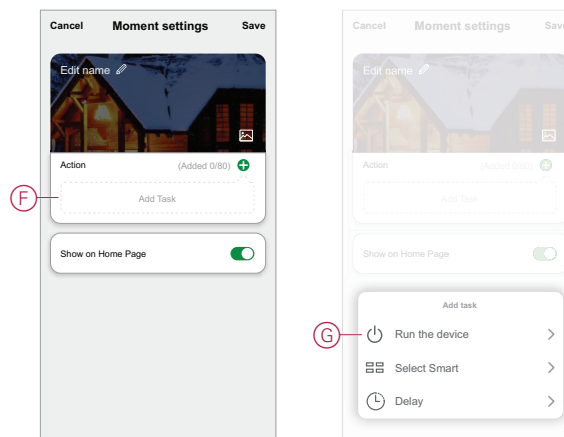 Cancel Moment settings Save
Edit name
Action (Added 0/80)
Add Task
F
Show on Home Page
Cancel Moment settings Save
Edit name
Action (Added 0/80)
Add Task
Show on Home Page
Add task
G
Run the device
Select Smart
Delay